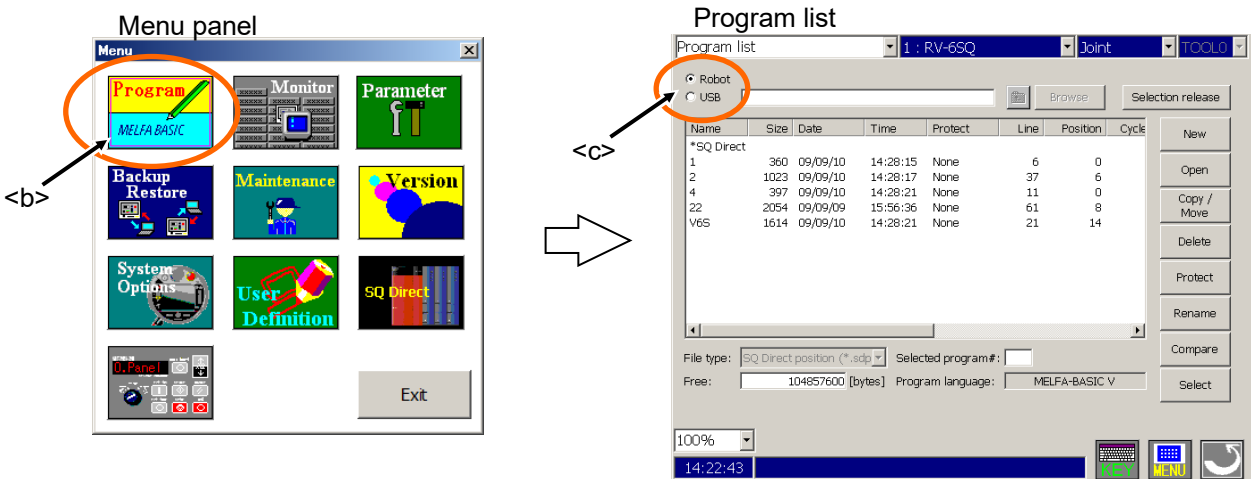 Menu panel
Menu
Program
MELFA BASIC
Monitor
Parameter
Backup
Restore
Maintenance
Version
System
Options
User
Definition
SQ Direct
O.Panel
Exit
<b>
Program list
Program list 1 : RV-6SQ Joint TOOL0
Robot
USB Browse Selection release
<c>
Name Size Date Time Protect Line Position Cycle
*SQ Direct
1 360 09/09/10 14:28:15 None 6 0
2 1023 09/09/10 14:28:17 None 37 6
4 397 09/09/10 14:28:21 None 11 0
22 2054 09/09/09 15:56:36 None 61 8
V6S 1614 09/09/10 14:28:21 None 21 14
New
Open
Copy /
Move
Delete
Protect
Rename
Compare
Select
File type: SQ Direct position (*.sdp Selected program#:
Free: 104857600 [bytes] Program language: MELFA-BASIC V
100%
14:22:43 KEY MENU